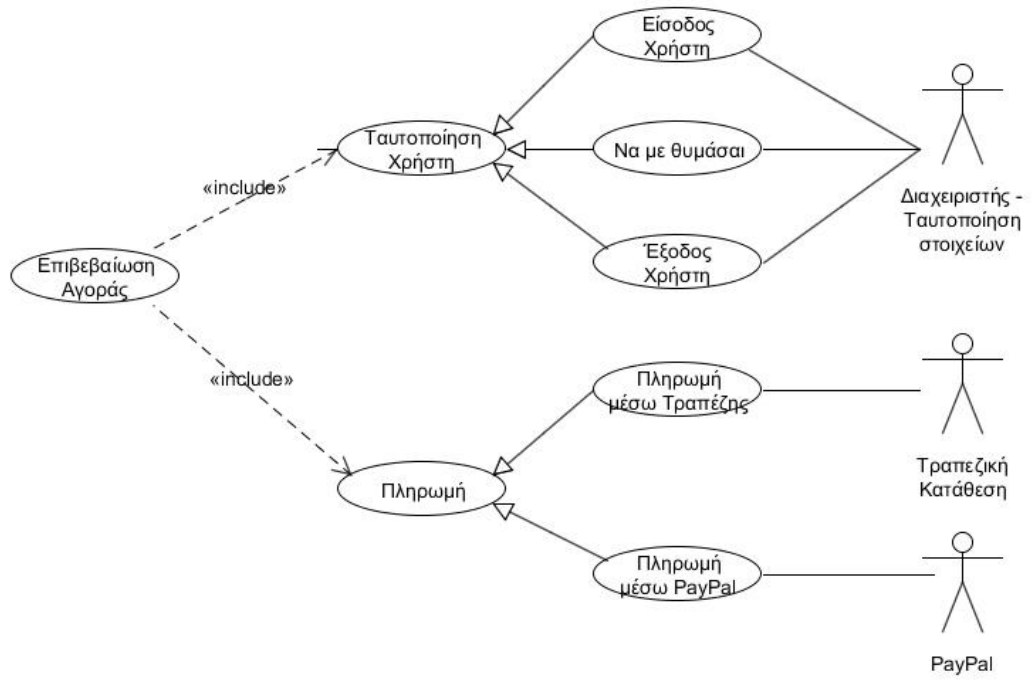 Είσοδος
Χρήστη
Ταυτοποίηση
Χρήστη
Να με θυμάσαι
«include»
Διαχειριστής -
Ταυτοποίηση
στοιχείων
Έξοδος
Χρήστη
Επιβεβαίωση
Αγοράς
«include»
Πληρωμή
μέσω Τραπέζης
Τραπεζική
Κατάθεση
Πληρωμή
Πληρωμή
μέσω PayPal
PayPal